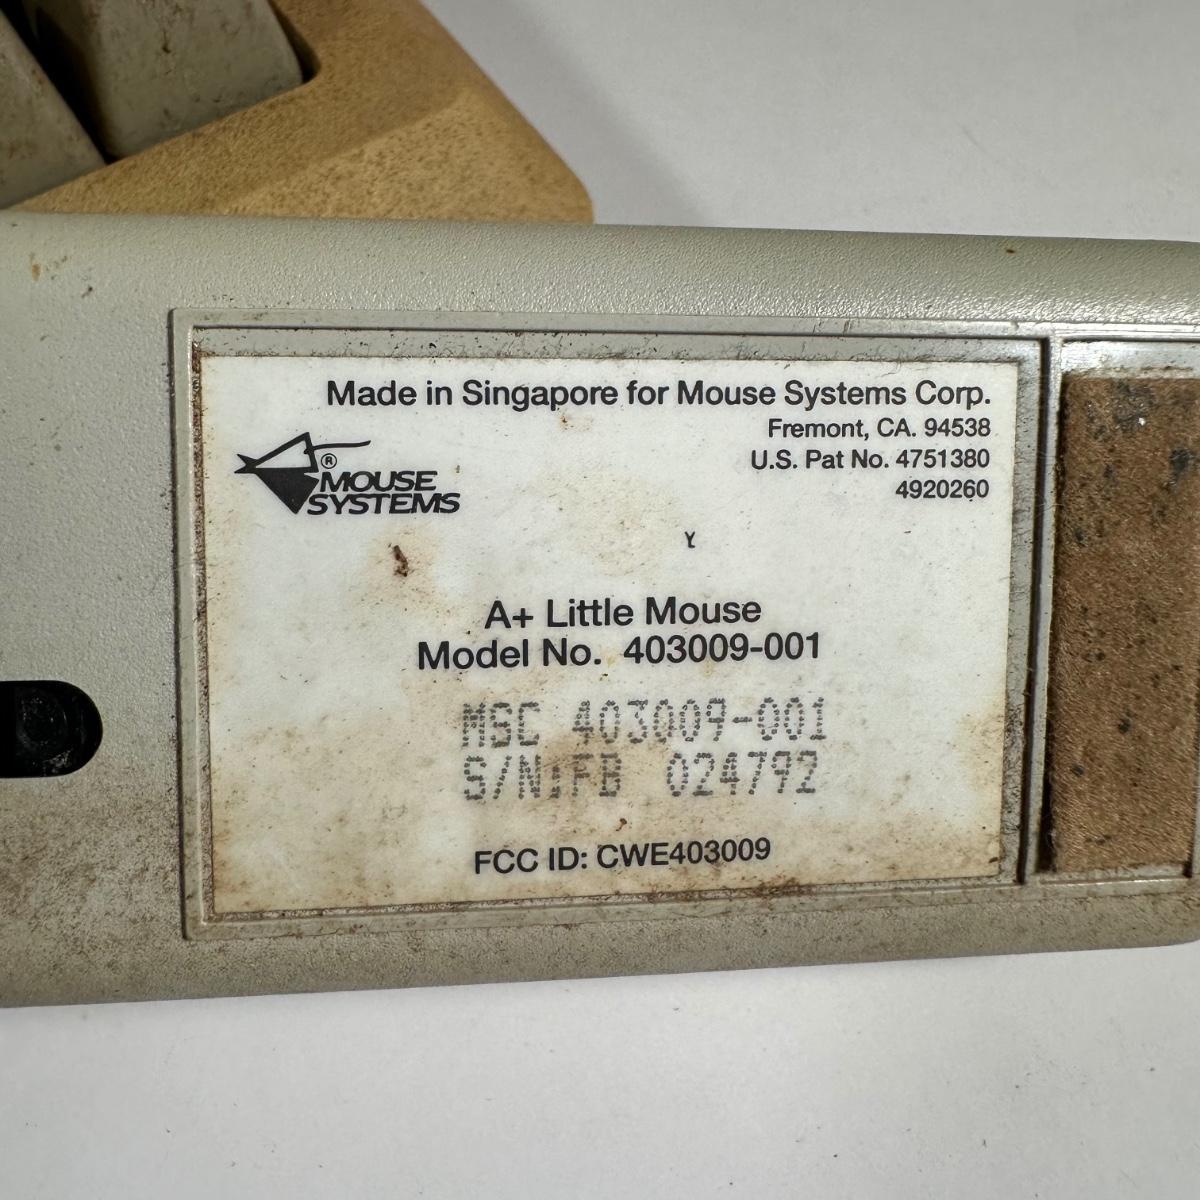 Made in Singapore for Mouse Systems Corp.
Fremont, CA. 94538
U.S. Pat No. 4751380
4920260
®
MOUSE
SYSTEMS
Y
A+ Little Mouse
Model No. 403009-001
MSC 403009-001
S/N:FB 024792
FCC ID: CWE403009